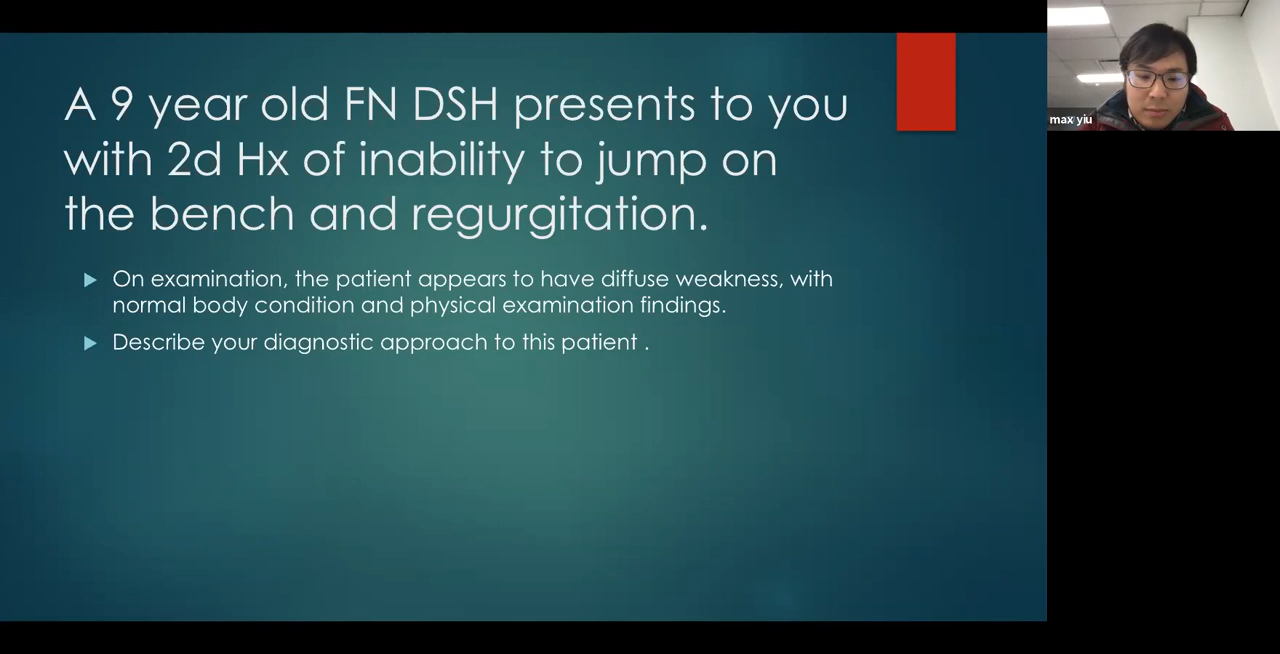 A 9 year old FN DSH presents to you
with 2d Hx of inability to jump on
the bench and regurgitation.
On examination, the patient appears to have diffuse weakness, with
normal body condition and physical examination findings.
Describe your diagnostic approach to this patient .
max yiu